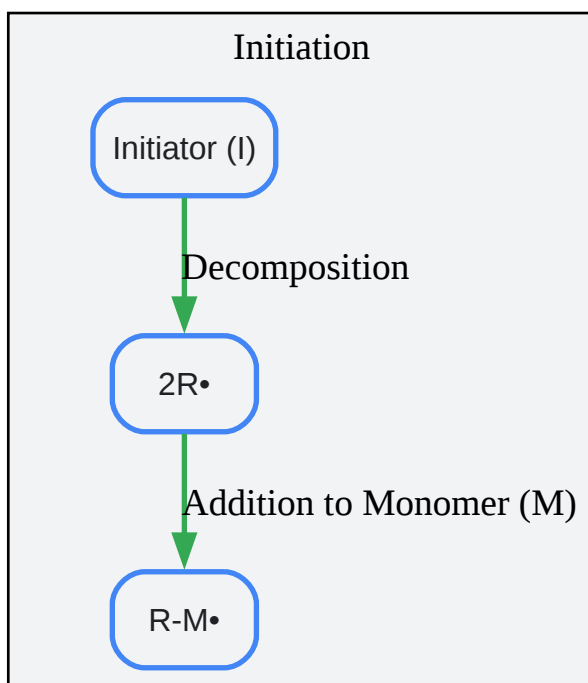 Initiation
Initiator (I)
Decomposition
2R•
Addition to Monomer (M)
R-M•